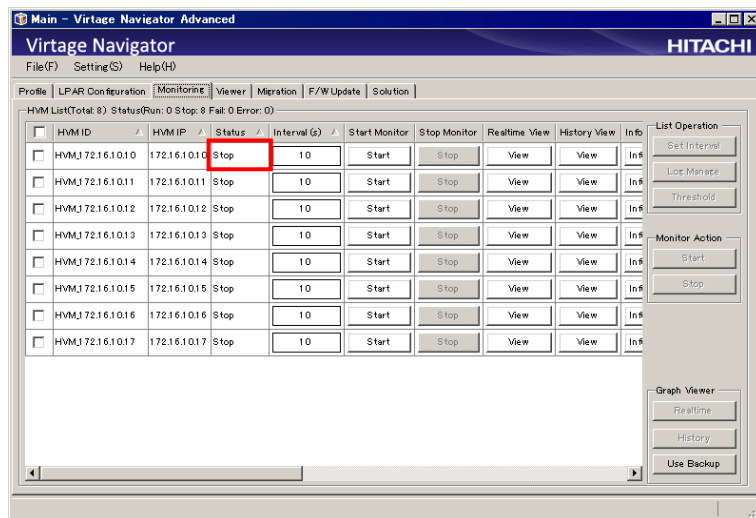 Main - Virtage Navigator Advanced
Virtage Navigator
HITACHI
File(F) Setting(S) Help(H)
Profile LPAR Configuration Monitoring Viewer Migration F/W Update Solution
HVM List(Total: 8) Status(Run: 0 Stop: 8 Fail: 0 Error: 0)
HVM ID HVM IP Status Interval (s) Start Monitor Stop Monitor Realtime View History View Info
HVM_172.16.10.10 172.16.10.10 Stop 10 Start Stop View View Inf
HVM_172.16.10.11 172.16.10.11 Stop 10 Start Stop View View Inf
HVM_172.16.10.12 172.16.10.12 Stop 10 Start Stop View View Inf
HVM_172.16.10.13 172.16.10.13 Stop 10 Start Stop View View Inf
HVM_172.16.10.14 172.16.10.14 Stop 10 Start Stop View View Inf
HVM_172.16.10.15 172.16.10.15 Stop 10 Start Stop View View Inf
HVM_172.16.10.16 172.16.10.16 Stop 10 Start Stop View View Inf
HVM_172.16.10.17 172.16.10.17 Stop 10 Start Stop View View Inf
List Operation
Set Interval
Log Manage
Threshold
Monitor Action
Start
Stop
Graph Viewer
Realtime
History
Use Backup